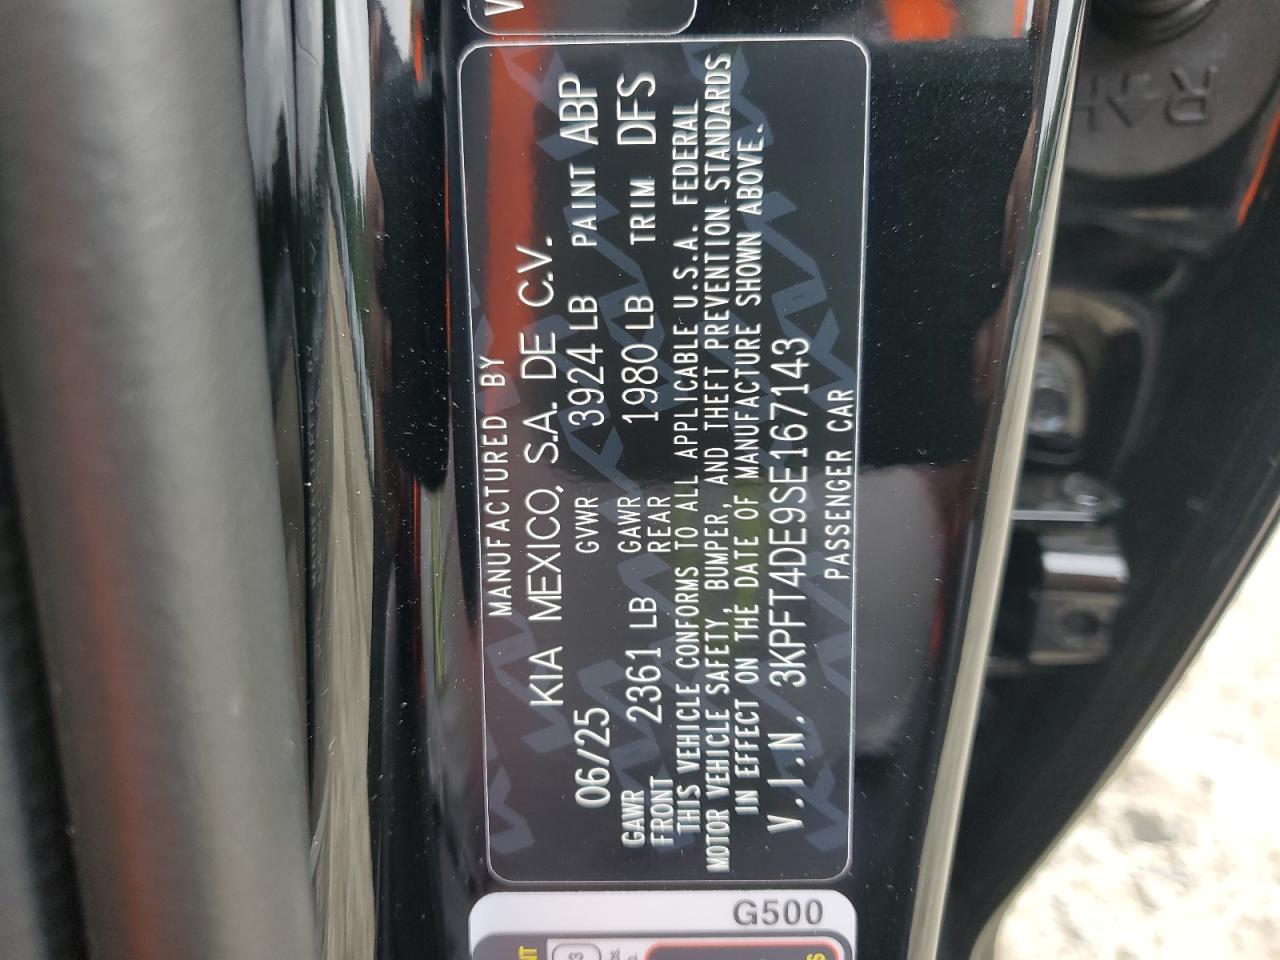 MANUFACTURED BY
KIA MEXICO, S.A. DE C.V.
06/25 GVWR 3924 LB PAINT ABP
GAWR FRONT 2361 LB GAWR REAR 1980 LB TRIM DFS
THIS VEHICLE CONFORMS TO ALL APPLICABLE U.S.A. FEDERAL
MOTOR VEHICLE SAFETY, BUMPER, AND THEFT PREVENTION STANDARDS
IN EFFECT ON THE DATE OF MANUFACTURE SHOWN ABOVE.
V.I.N. 3KPFT4DE9SE167143
PASSENGER CAR
G500